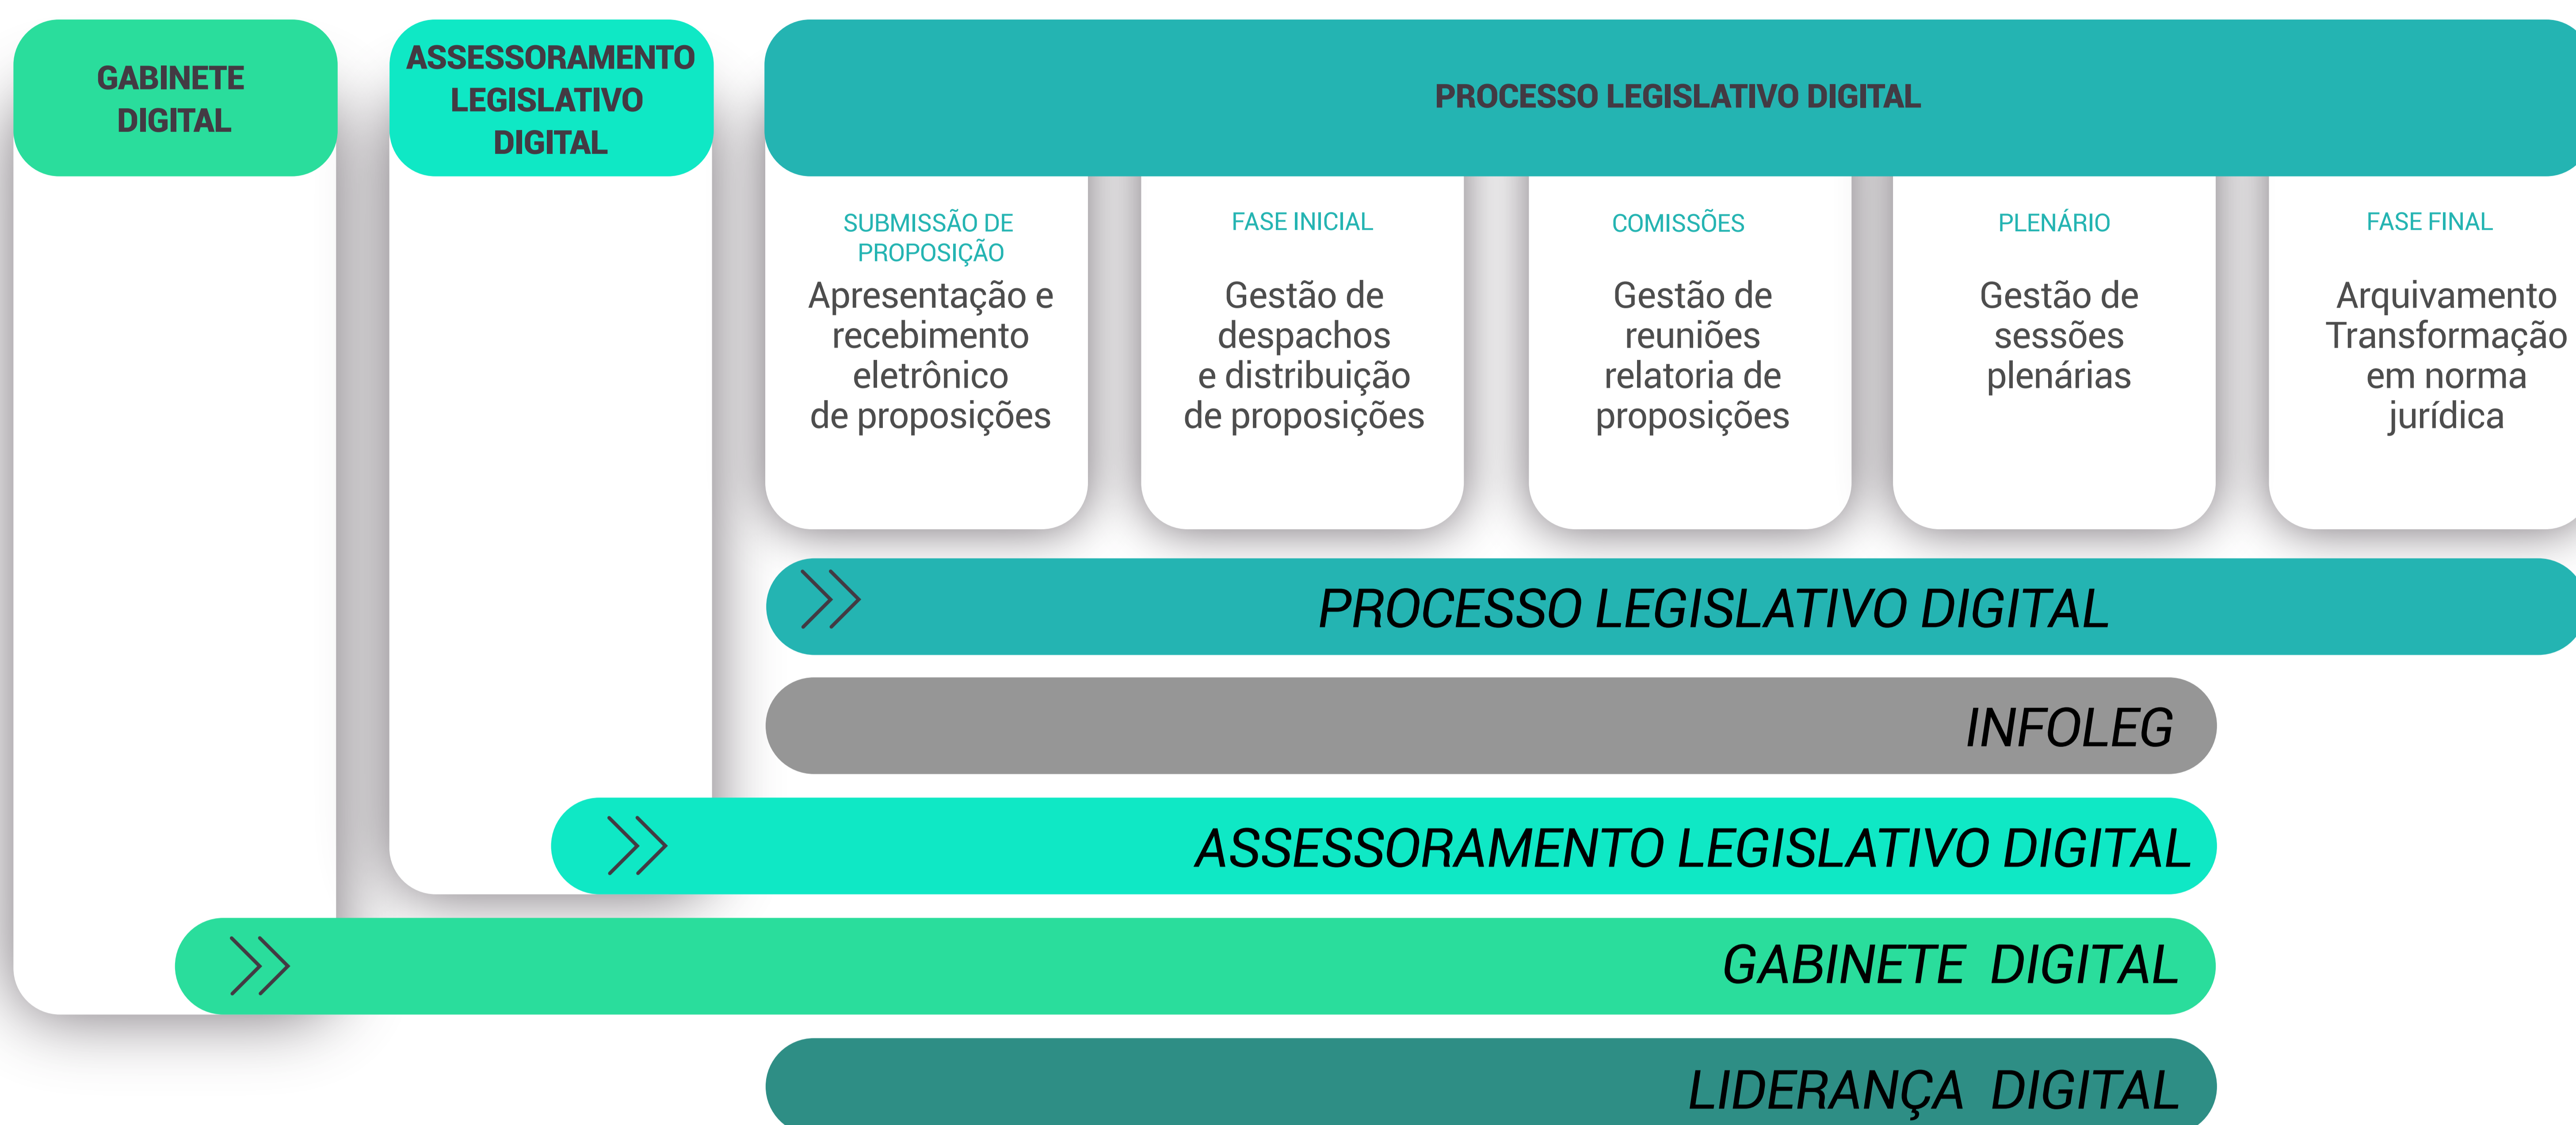 GABINETE
DIGITAL
ASSESSORAMENTO
LEGISLATIVO
DIGITAL
PROCESSO LEGISLATIVO DIGITAL
SUBMISSÃO DE
PROPOSIÇÃO
Apresentação e
recebimento
eletrônico
de proposições
FASE INICIAL
Gestão de
despachos
e distribuição
de proposições
COMISSÕES
Gestão de
reuniões
relatoria de
proposições
PLENÁRIO
Gestão de
sessões
plenárias
FASE FINAL
Arquivamento
Transformação
em norma
jurídica
PROCESSO LEGISLATIVO DIGITAL
INFOLEG
ASSESSORAMENTO LEGISLATIVO DIGITAL
GABINETE DIGITAL
LIDERANÇA DIGITAL